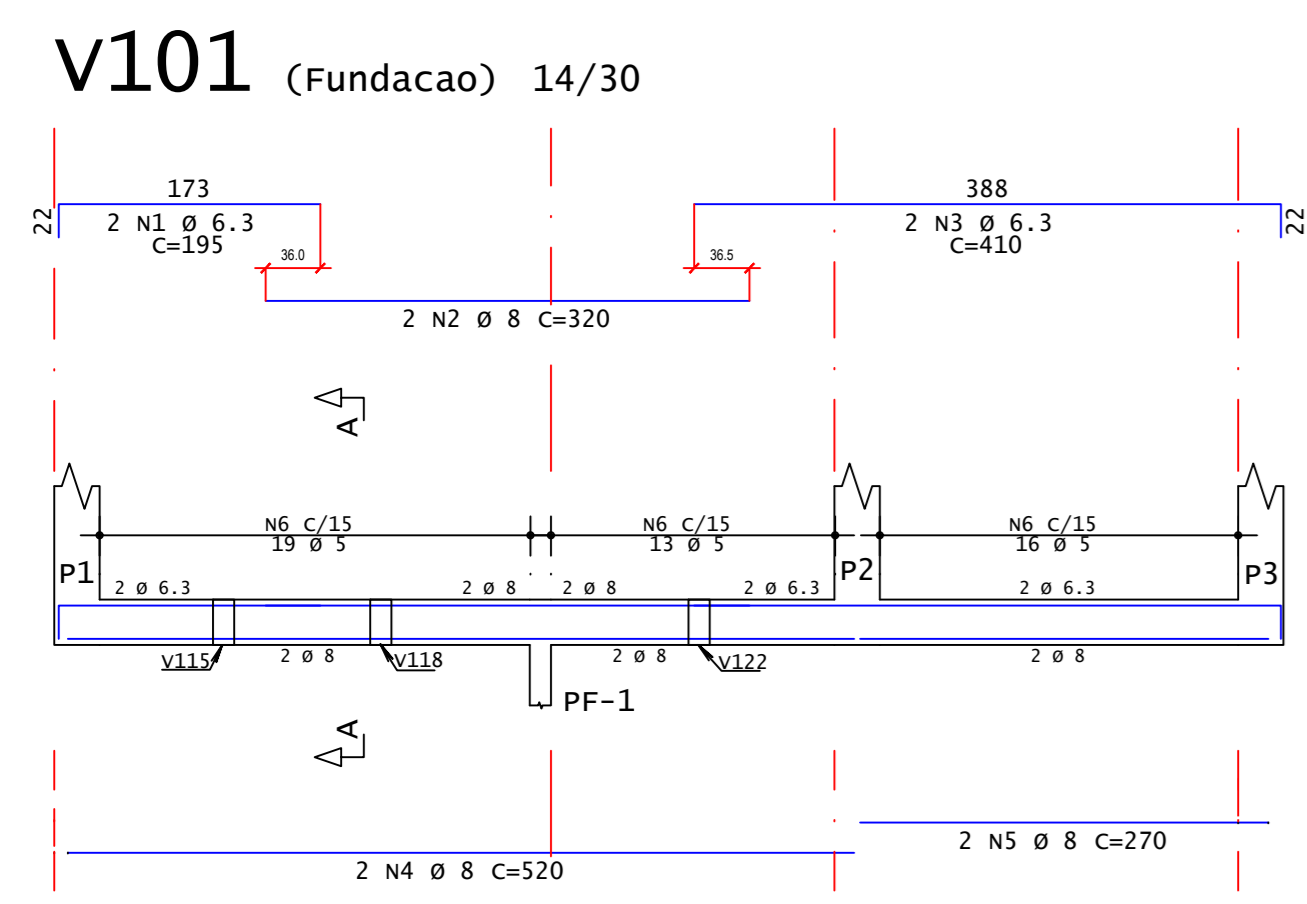 V101 (Fundacao) 14/30
173
388
22
2 N1 Ø 6.3
C=195
2 N3 Ø 6.3
C=410
22
36.0
36.5
2 N2 Ø 8 C=320
A
N6 C/15
19 Ø 5
N6 C/15
13 Ø 5
N6 C/15
16 Ø 5
P1
P2
P3
2 Ø 6.3
2 Ø 8
2 Ø 8
2 Ø 6.3
2 Ø 6.3
V115
2 Ø 8
V118
2 Ø 8
V122
2 Ø 8
PF-1
A
2 N5 Ø 8 C=270
2 N4 Ø 8 C=520